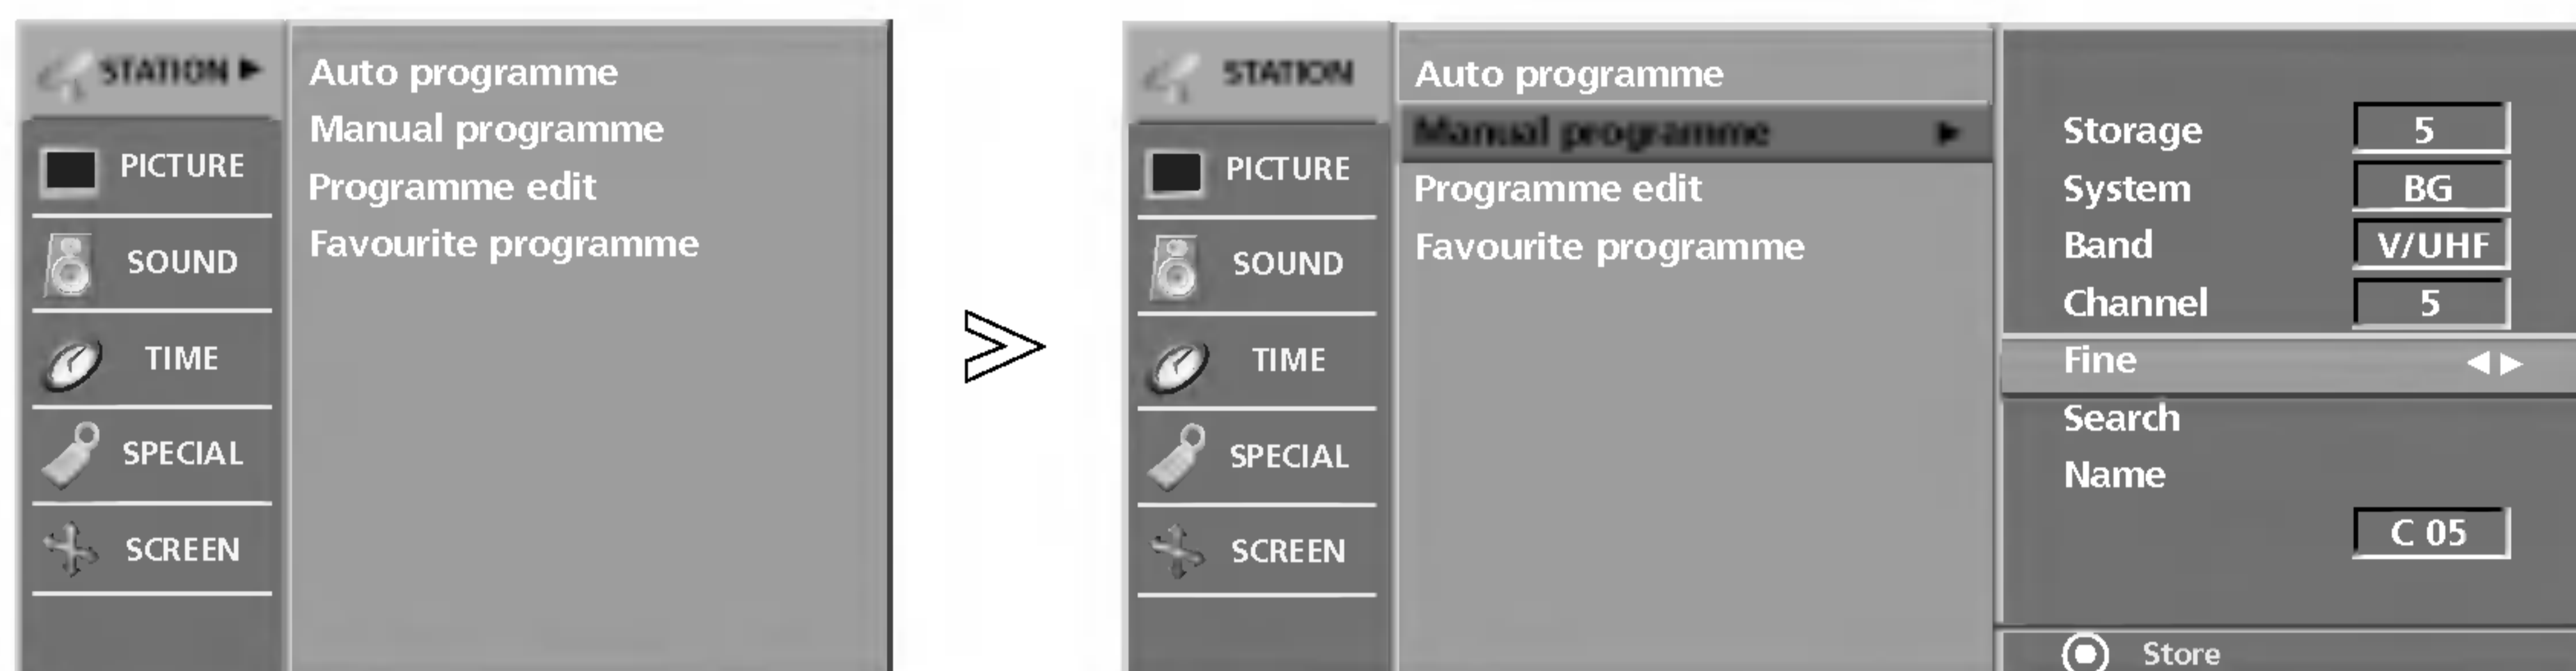 STATION ▶
PICTURE
SOUND
TIME
SPECIAL
SCREEN
Auto programme
Manual programme
Programme edit
Favourite programme
STATION
PICTURE
SOUND
TIME
SPECIAL
SCREEN
Auto programme
Manual programme ▶
Programme edit
Favourite programme
Storage 5
System BG
Band V/UHF
Channel 5
Fine ◀ ▶
Search
Name
C 05
Store